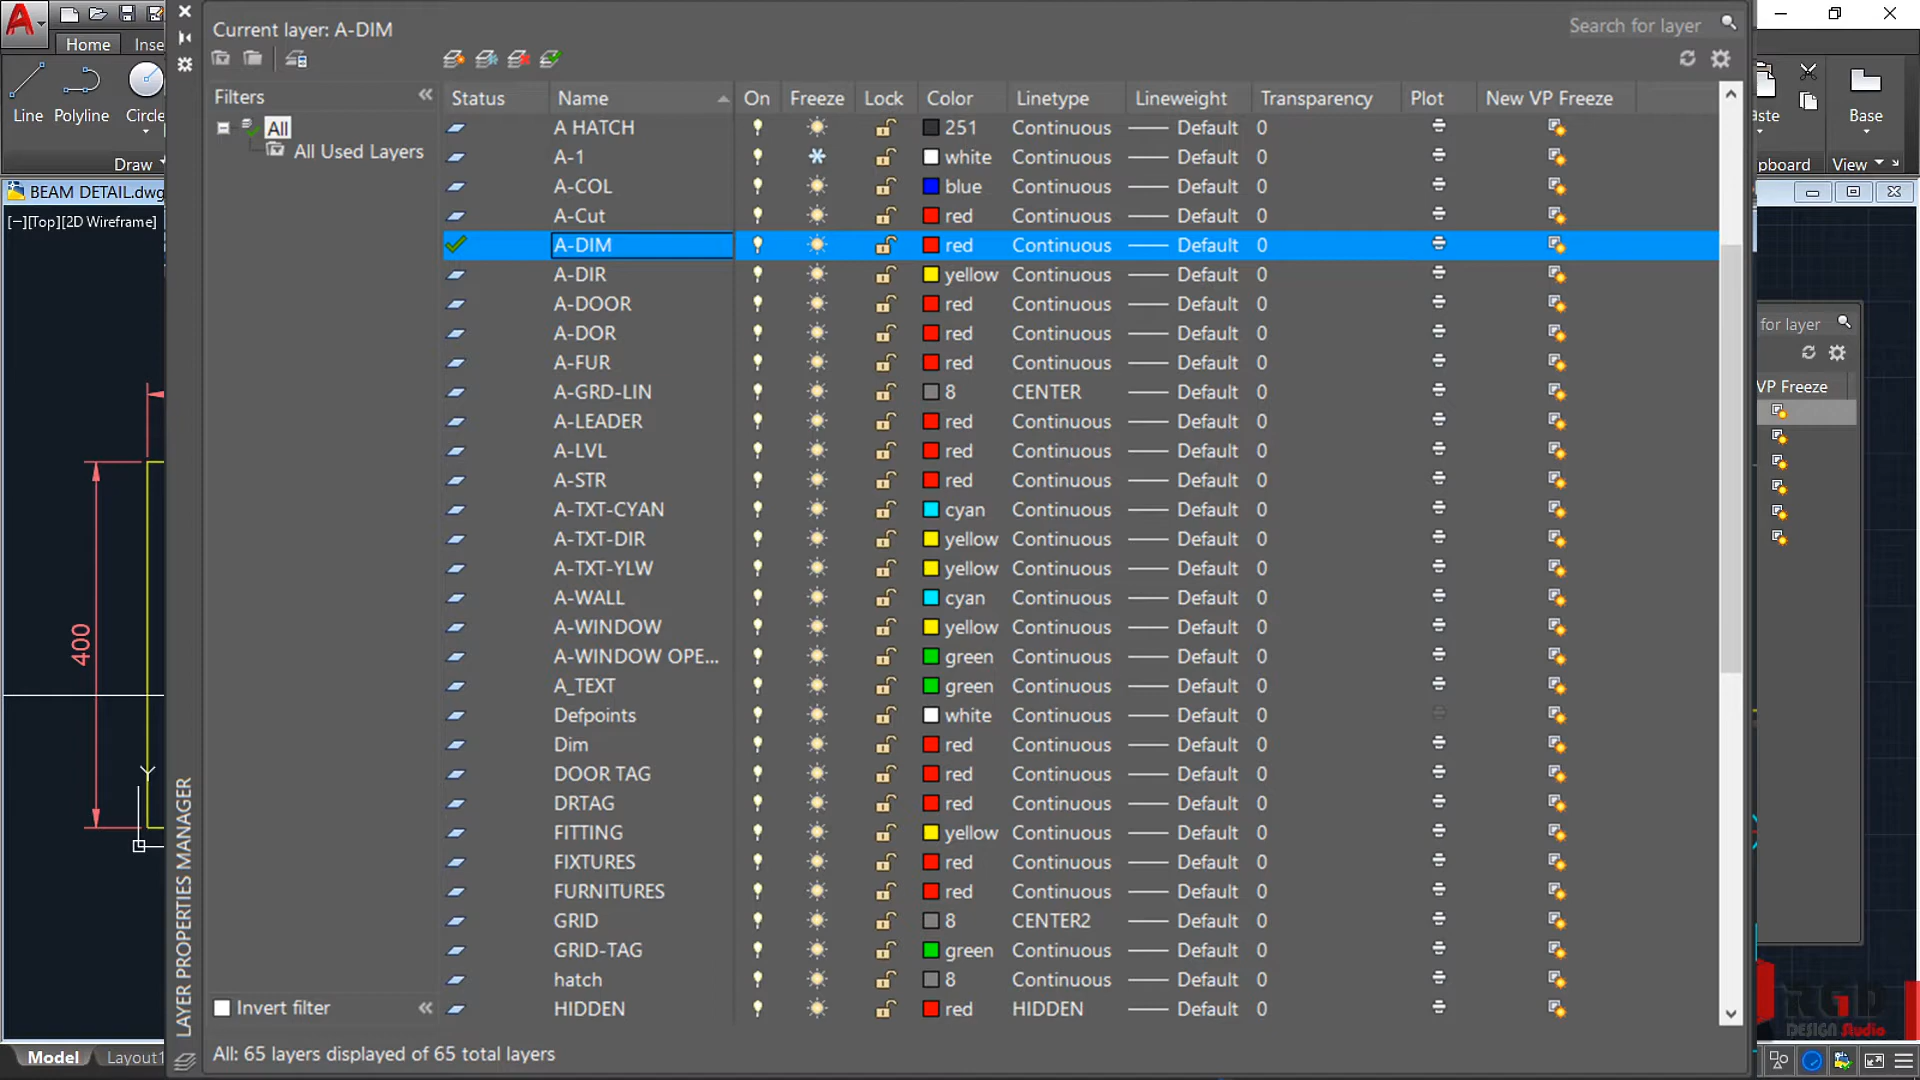 Current layer: A-DIM
Search for layer
Home Inse
Line Polyline Circle
Draw
BEAM DETAIL.dwg
[−][Top][2D Wireframe]
400
Y
Model Layout1
LAYER PROPERTIES MANAGER
Filters
All
All Used Layers
Invert filter
Status Name On Freeze Lock Color Linetype Lineweight Transparency Plot New VP Freeze
A HATCH 251 Continuous Default 0
A-1 white Continuous Default 0
A-COL blue Continuous Default 0
A-Cut red Continuous Default 0
A-DIM red Continuous Default 0
A-DIR yellow Continuous Default 0
A-DOOR red Continuous Default 0
A-DOR red Continuous Default 0
A-FUR red Continuous Default 0
A-GRD-LIN 8 CENTER Default 0
A-LEADER red Continuous Default 0
A-LVL red Continuous Default 0
A-STR red Continuous Default 0
A-TXT-CYAN cyan Continuous Default 0
A-TXT-DIR yellow Continuous Default 0
A-TXT-YLW yellow Continuous Default 0
A-WALL cyan Continuous Default 0
A-WINDOW yellow Continuous Default 0
A-WINDOW OPE... green Continuous Default 0
A_TEXT green Continuous Default 0
Defpoints white Continuous Default 0
Dim red Continuous Default 0
DOOR TAG red Continuous Default 0
DRTAG red Continuous Default 0
FITTING yellow Continuous Default 0
FIXTURES red Continuous Default 0
FURNITURES red Continuous Default 0
GRID 8 CENTER2 Default 0
GRID-TAG green Continuous Default 0
hatch 8 Continuous Default 0
HIDDEN red HIDDEN Default 0
All: 65 layers displayed of 65 total layers
aste Base
pboard View
for layer
VP Freeze
RGD
DESIGN Studio